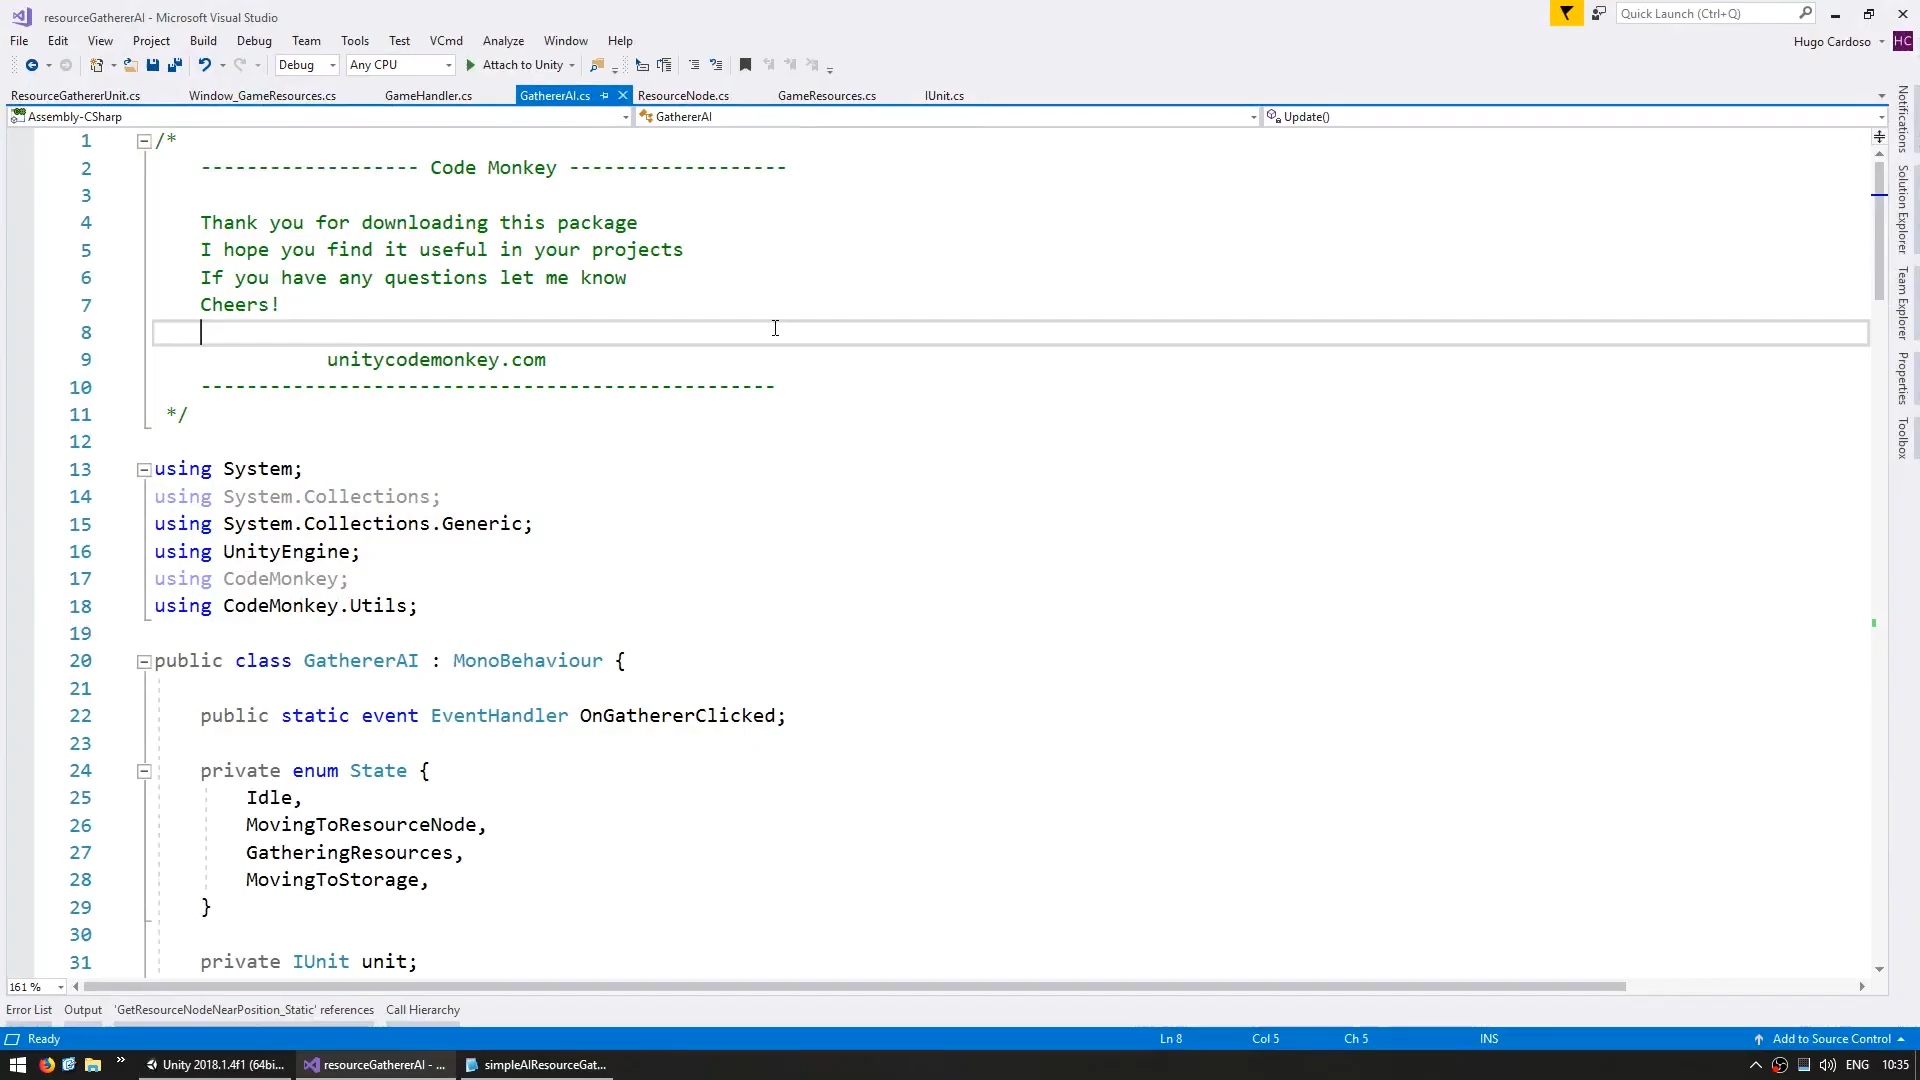 resourceGathererAI - Microsoft Visual Studio
Quick Launch (Ctrl+Q)
File Edit View Project Build Debug Team Tools Test VCmd Analyze Window Help
Hugo Cardoso HC
Debug Any CPU Attach to Unity
ResourceGathererUnit.cs Window_GameResources.cs GameHandler.cs GathererAI.cs ResourceNode.cs GameResources.cs IUnit.cs
Assembly-CSharp GathererAI Update()
1 /*
2 ------------------- Code Monkey -------------------
3
4 Thank you for downloading this package
5 I hope you find it useful in your projects
6 If you have any questions let me know
7 Cheers!
8
9 unitycodemonkey.com
10 --------------------------------------------------
11 */
12
13 using System;
14 using System.Collections;
15 using System.Collections.Generic;
16 using UnityEngine;
17 using CodeMonkey;
18 using CodeMonkey.Utils;
19
20 public class GathererAI : MonoBehaviour {
21
22 public static event EventHandler OnGathererClicked;
23
24 private enum State {
25 Idle,
26 MovingToResourceNode,
27 GatheringResources,
28 MovingToStorage,
29 }
30
31 private IUnit unit;
Notifications
Solution Explorer
Team Explorer
Properties
Toolbox
161 %
Error List Output 'GetResourceNodeNearPosition_Static' references Call Hierarchy
Ready Ln 8 Col 5 Ch 5 INS Add to Source Control
Unity 2018.1.4f1 (64bi... resourceGathererAI - ... simpleAIResourceGat... ENG 10:35